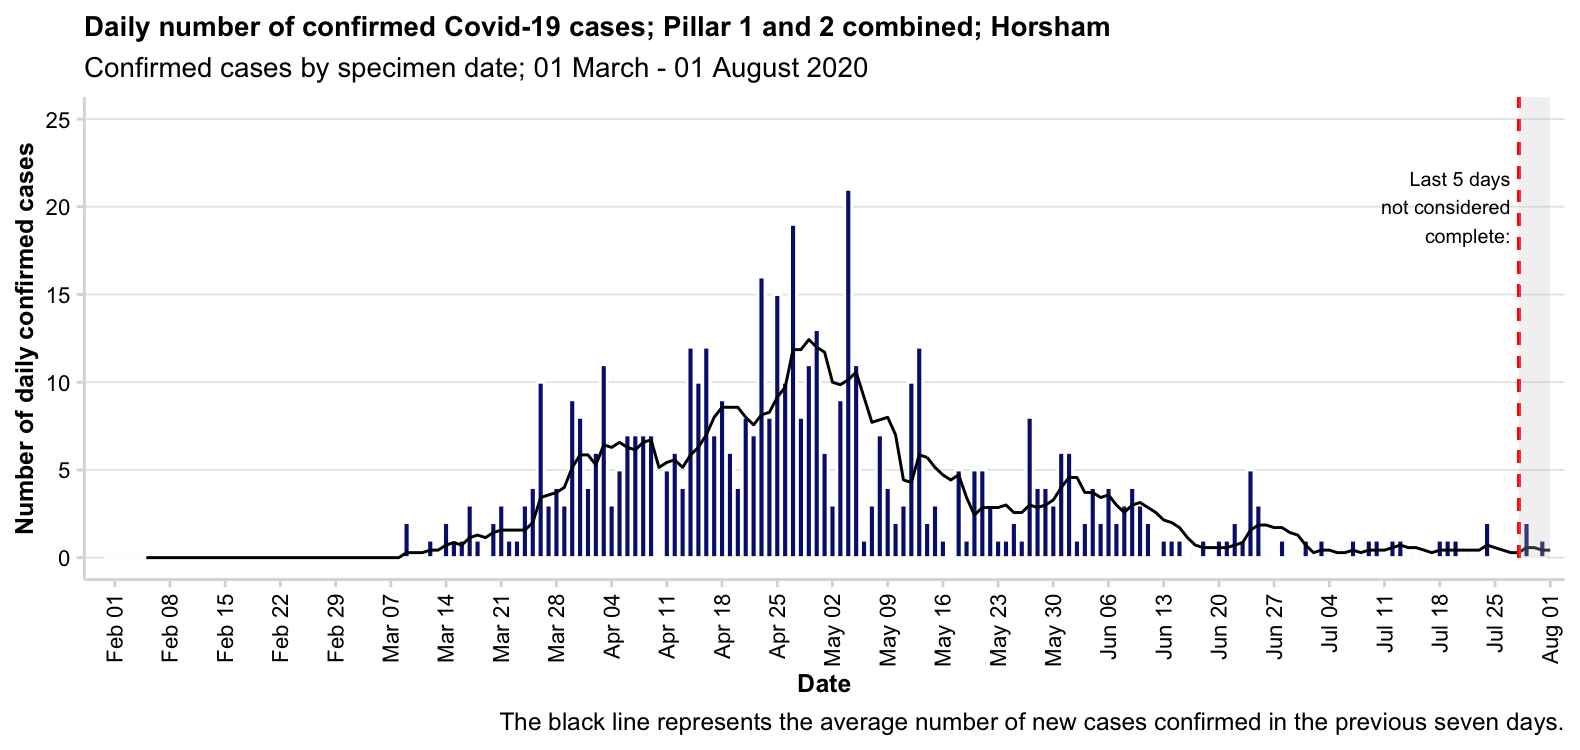 Daily number of confirmed Covid-19 cases; Pillar 1 and 2 combined; Horsham
Confirmed cases by specimen date; 01 March - 01 August 2020
Number of daily confirmed cases
25
20
15
10
5
0
Last 5 days
not considered
complete:
Feb 01
Feb 08
Feb 15
Feb 22
Feb 29
Mar 07
Mar 14
Mar 21
Mar 28
Apr 04
Apr 11
Apr 18
Apr 25
May 02
May 09
May 16
May 23
May 30
Jun 06
Jun 13
Jun 20
Jun 27
Jul 04
Jul 11
Jul 18
Jul 25
Aug 01
Date
The black line represents the average number of new cases confirmed in the previous seven days.